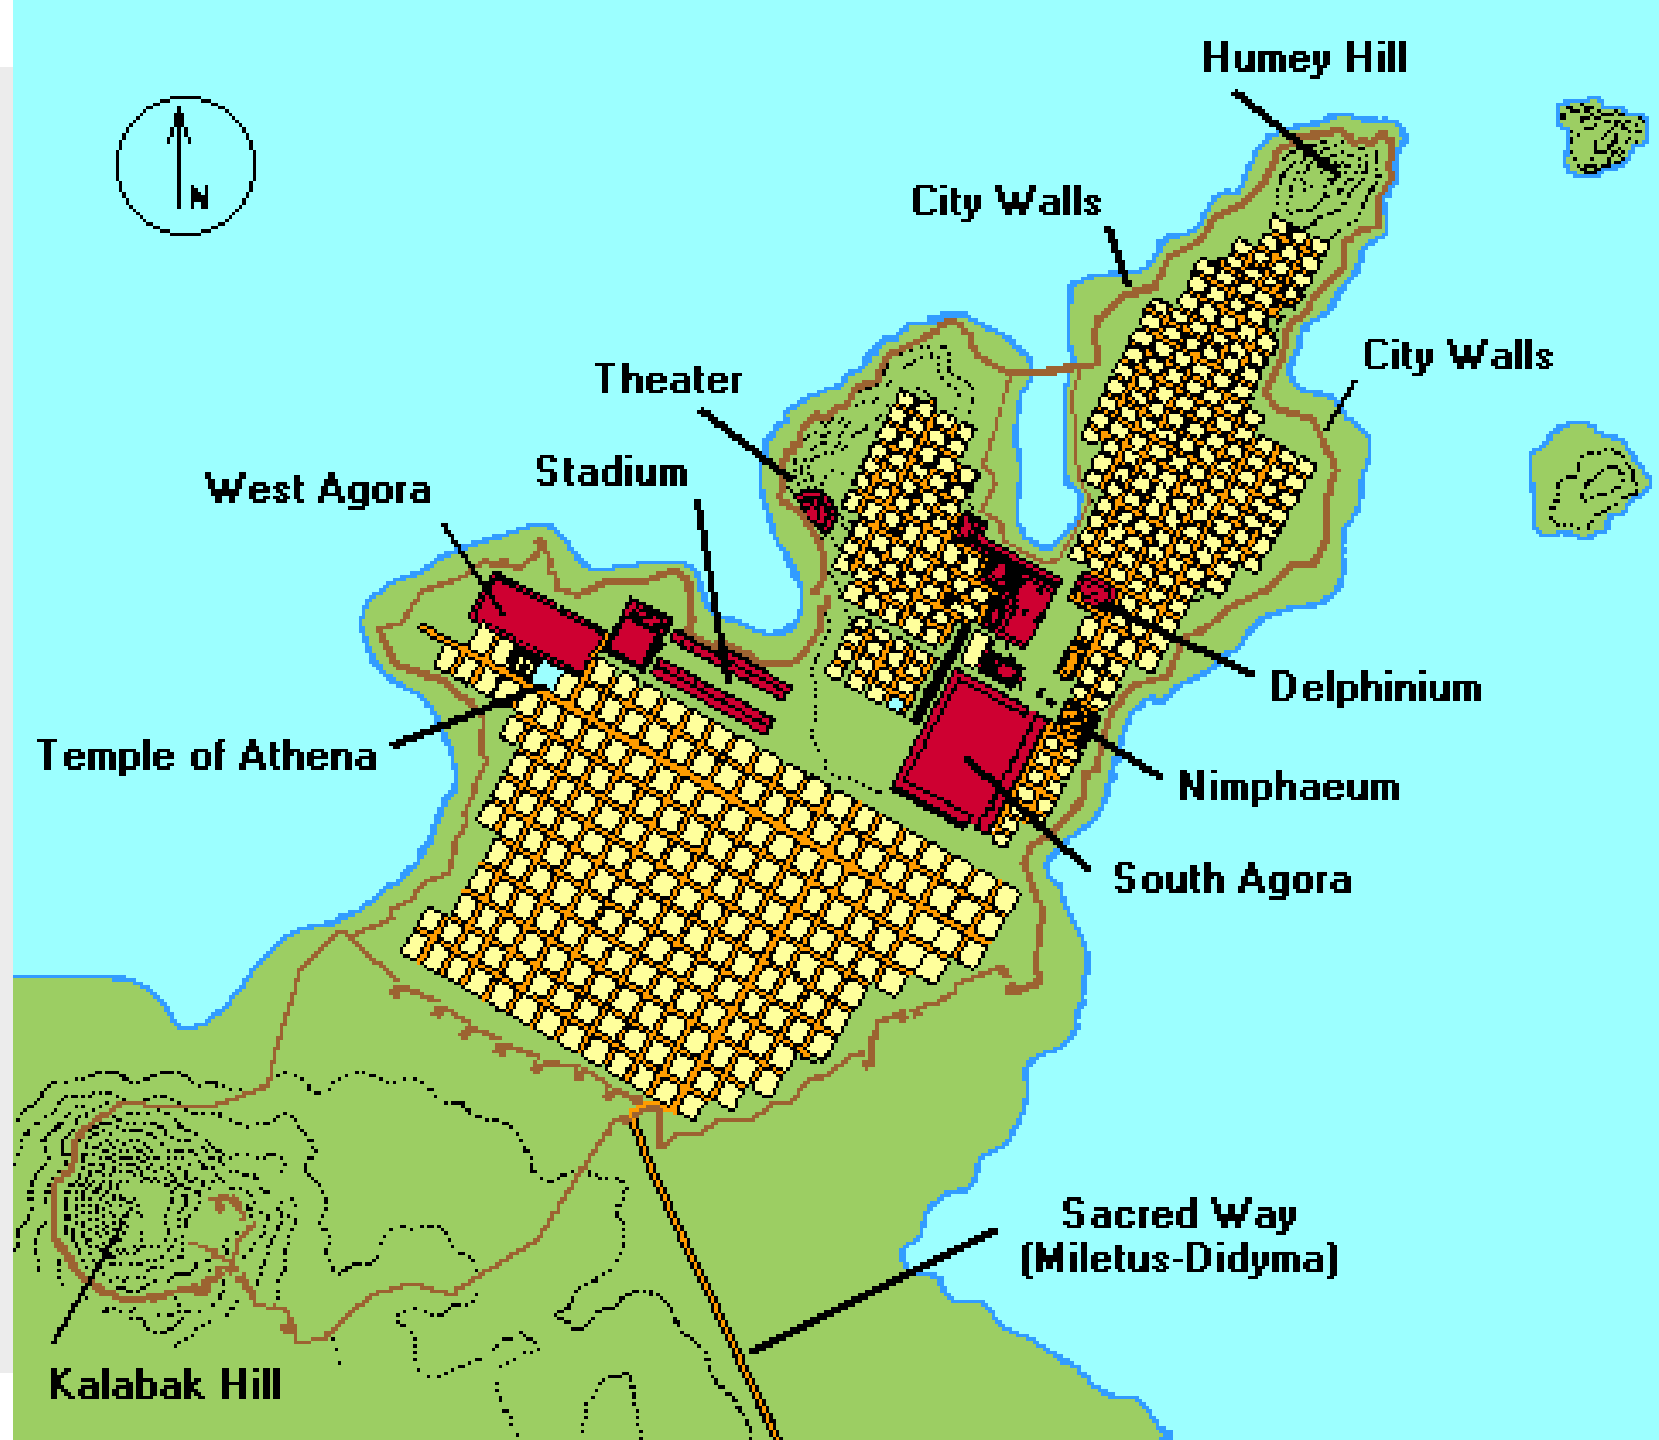 Humey Hill
N
City Walls
City Walls
Theater
Stadium
West Agora
Delphinium
Temple of Athena
Nimphaeum
South Agora
Sacred Way
(Miletus-Didyma)
Kalabak Hill